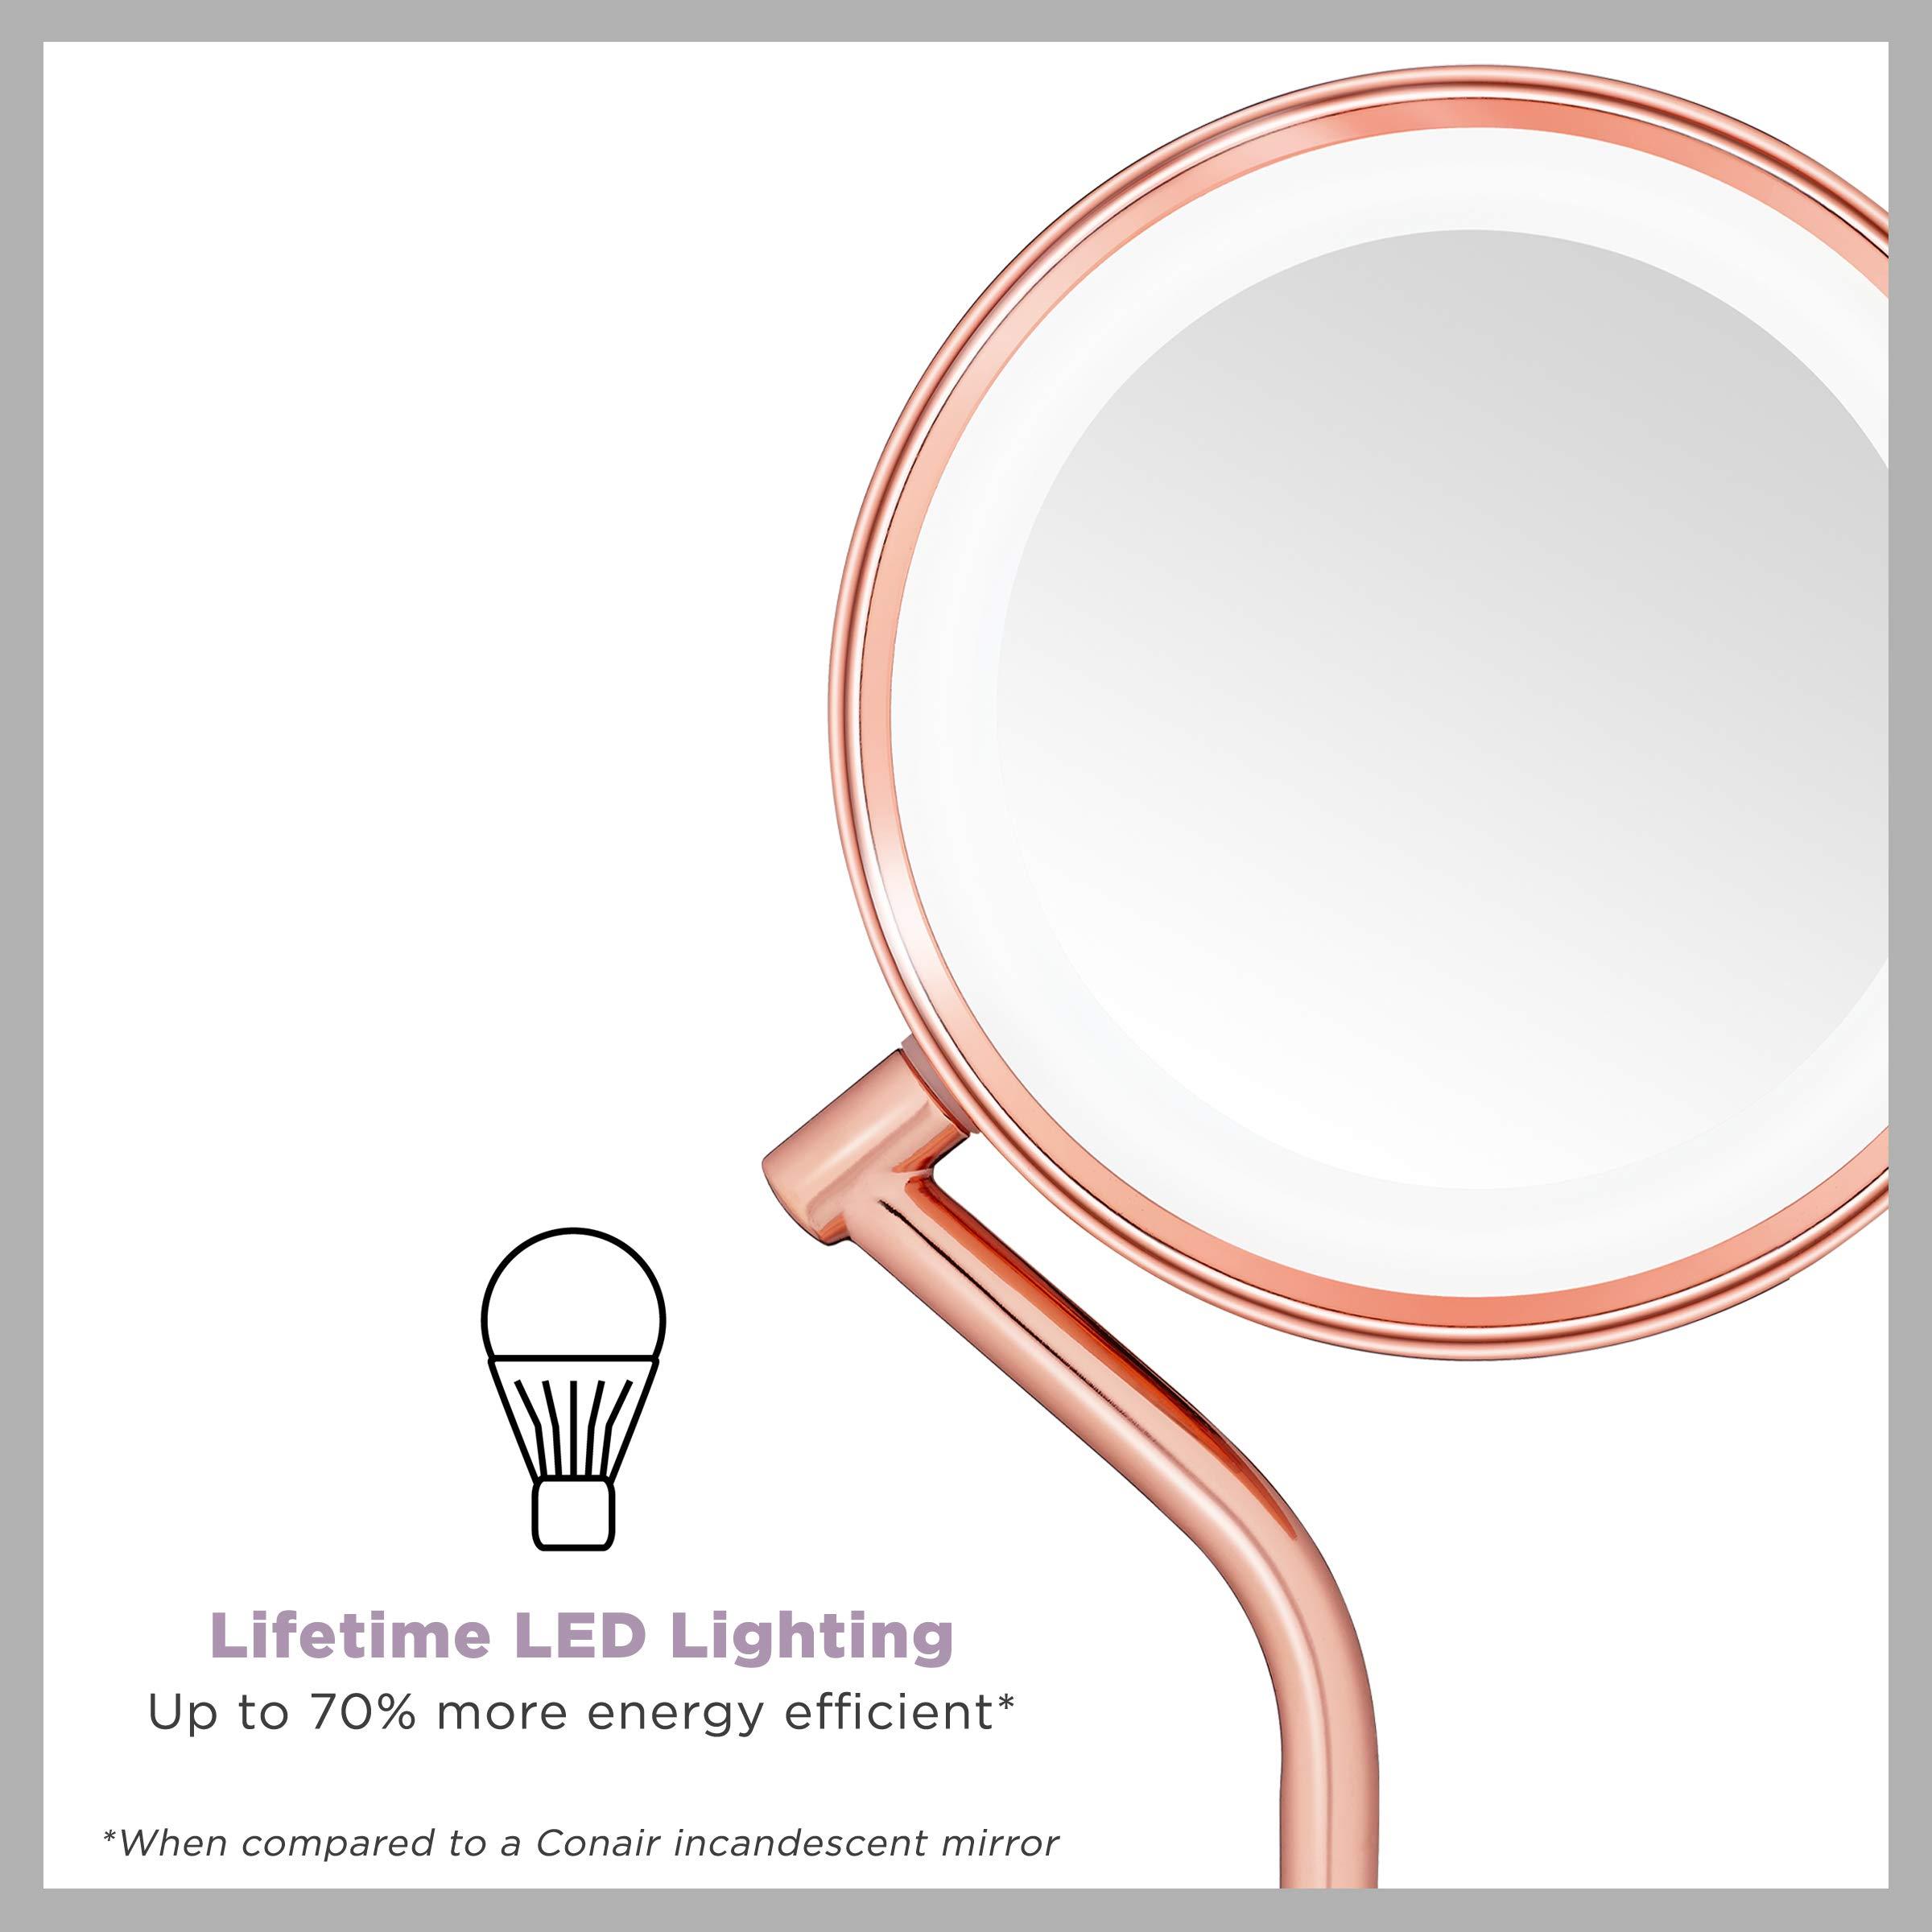 Lifetime LED Lighting
Up to 70% more energy efficient*
*When compared to a Conair incandescent mirror